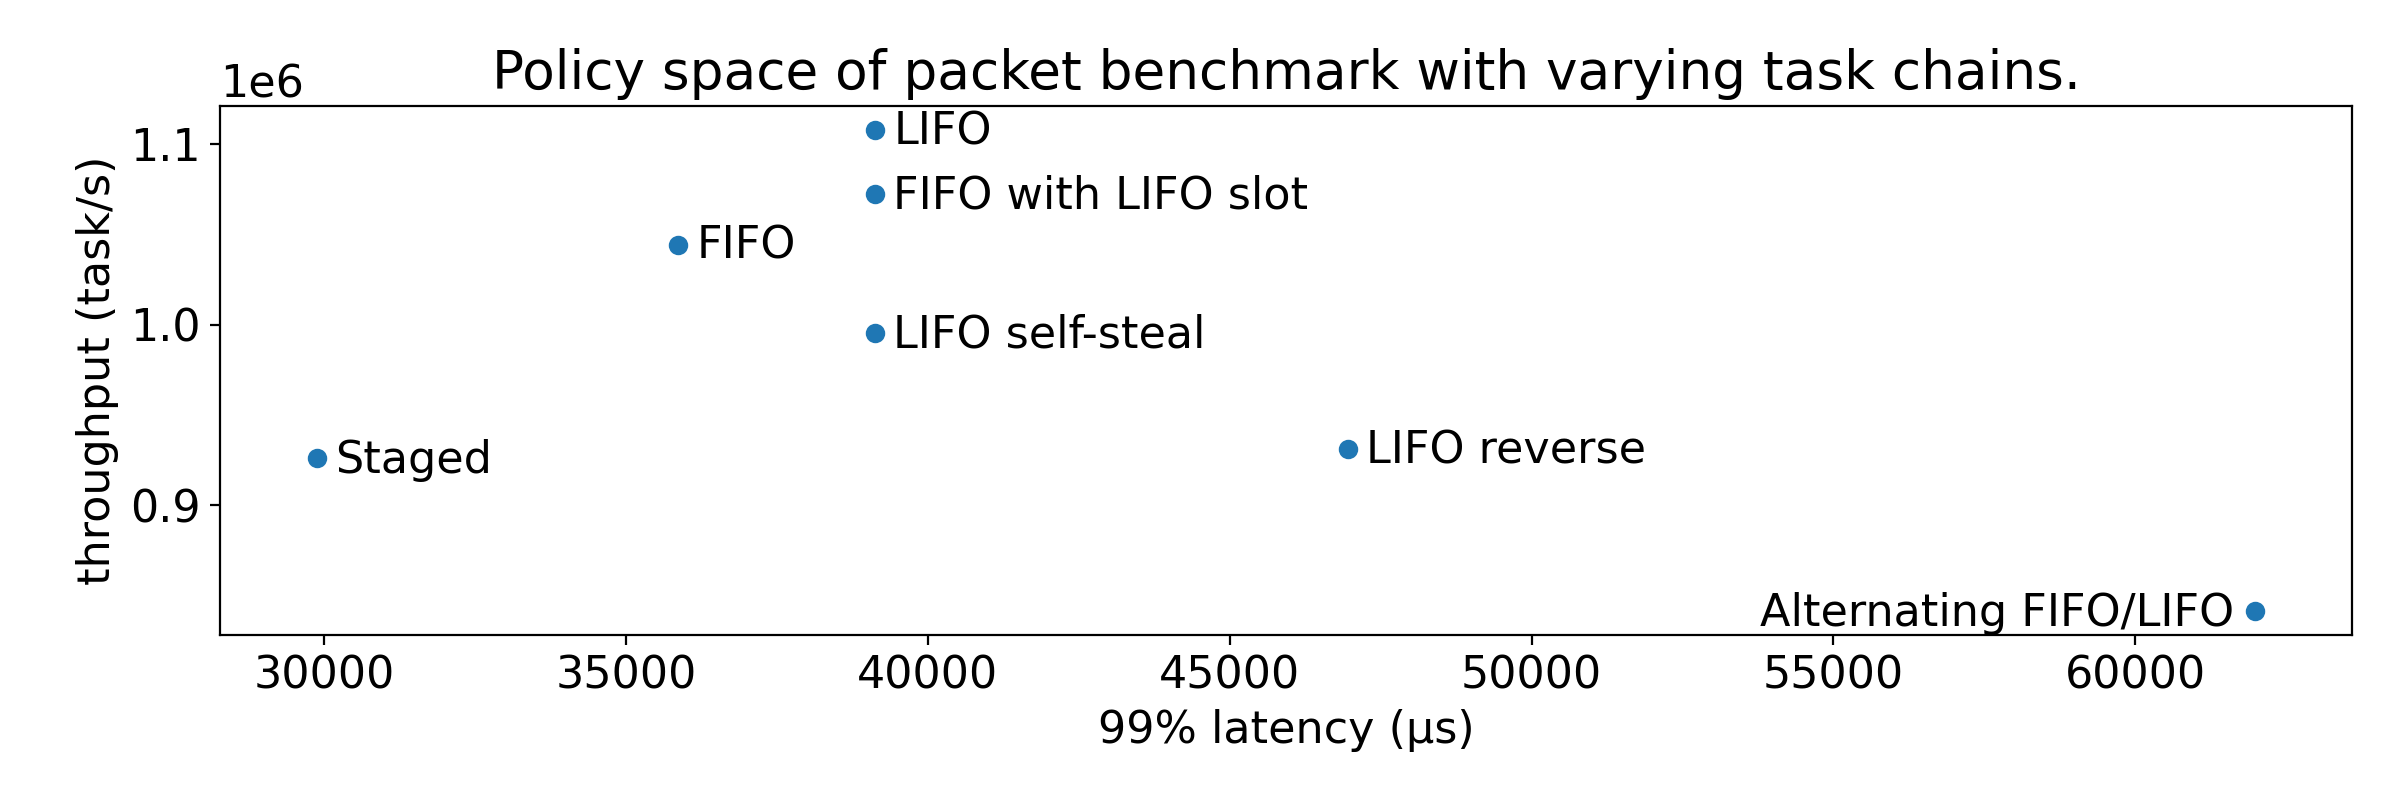 Policy space of packet benchmark with varying task chains.
1e6
throughput (task/s)
1.1
1.0
0.9
LIFO
FIFO with LIFO slot
FIFO
LIFO self-steal
LIFO reverse
Staged
Alternating FIFO/LIFO
30000 35000 40000 45000 50000 55000 60000
99% latency (µs)